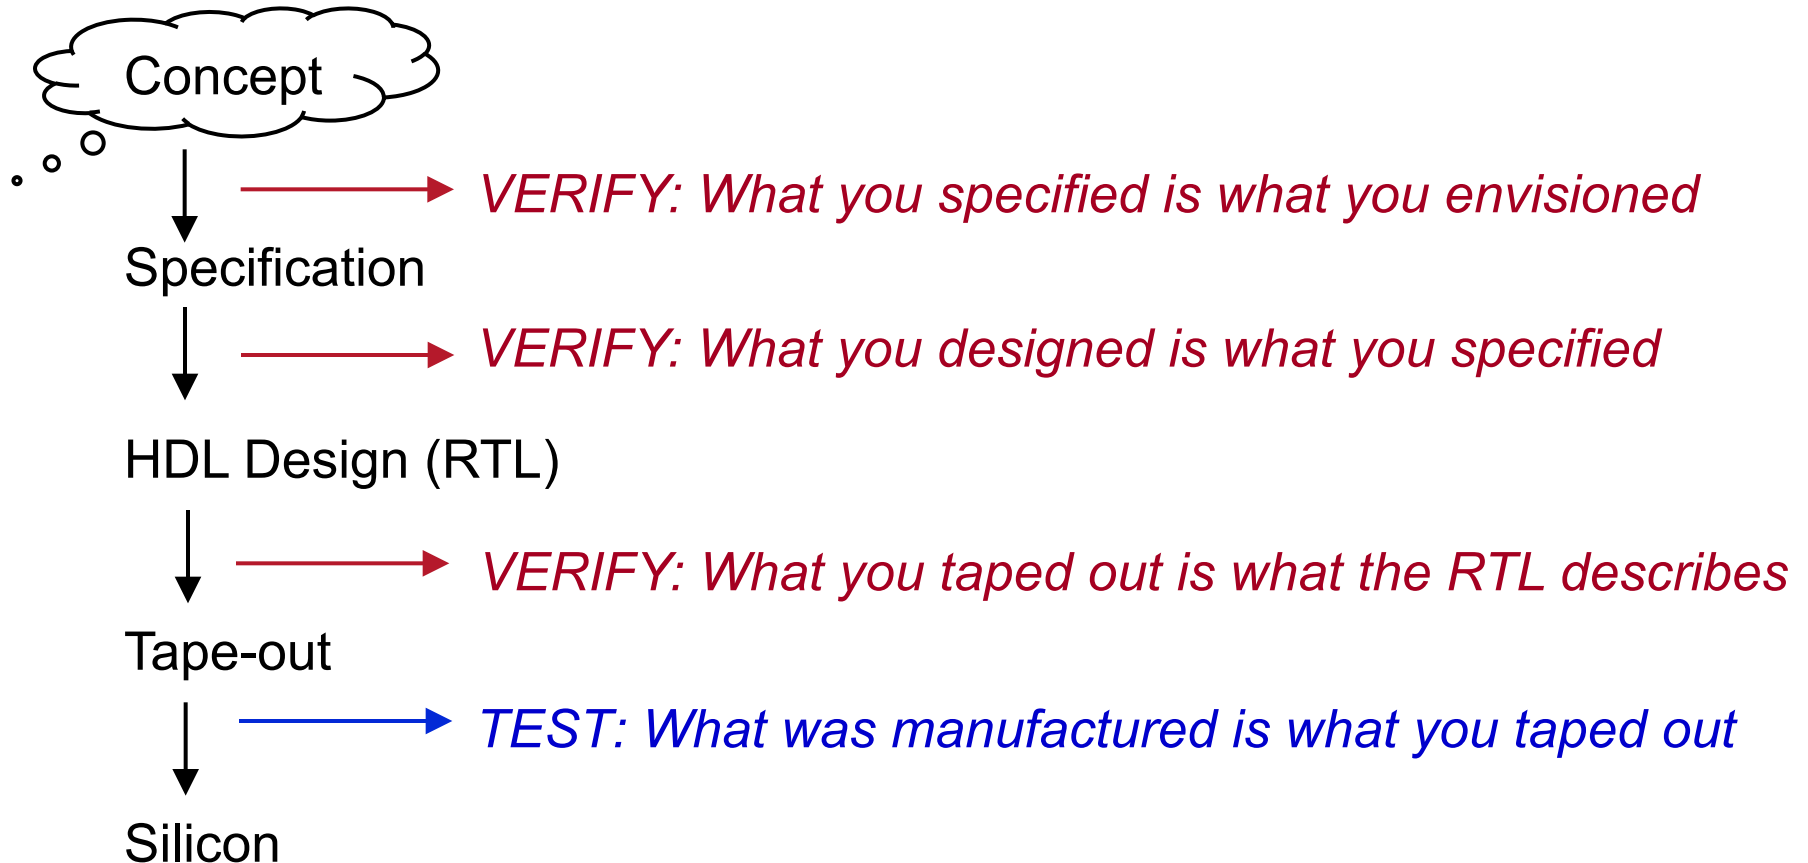 Concept
VERIFY: What you specified is what you envisioned
Specification
VERIFY: What you designed is what you specified
HDL Design (RTL)
VERIFY: What you taped out is what the RTL describes
Tape-out
TEST: What was manufactured is what you taped out
Silicon